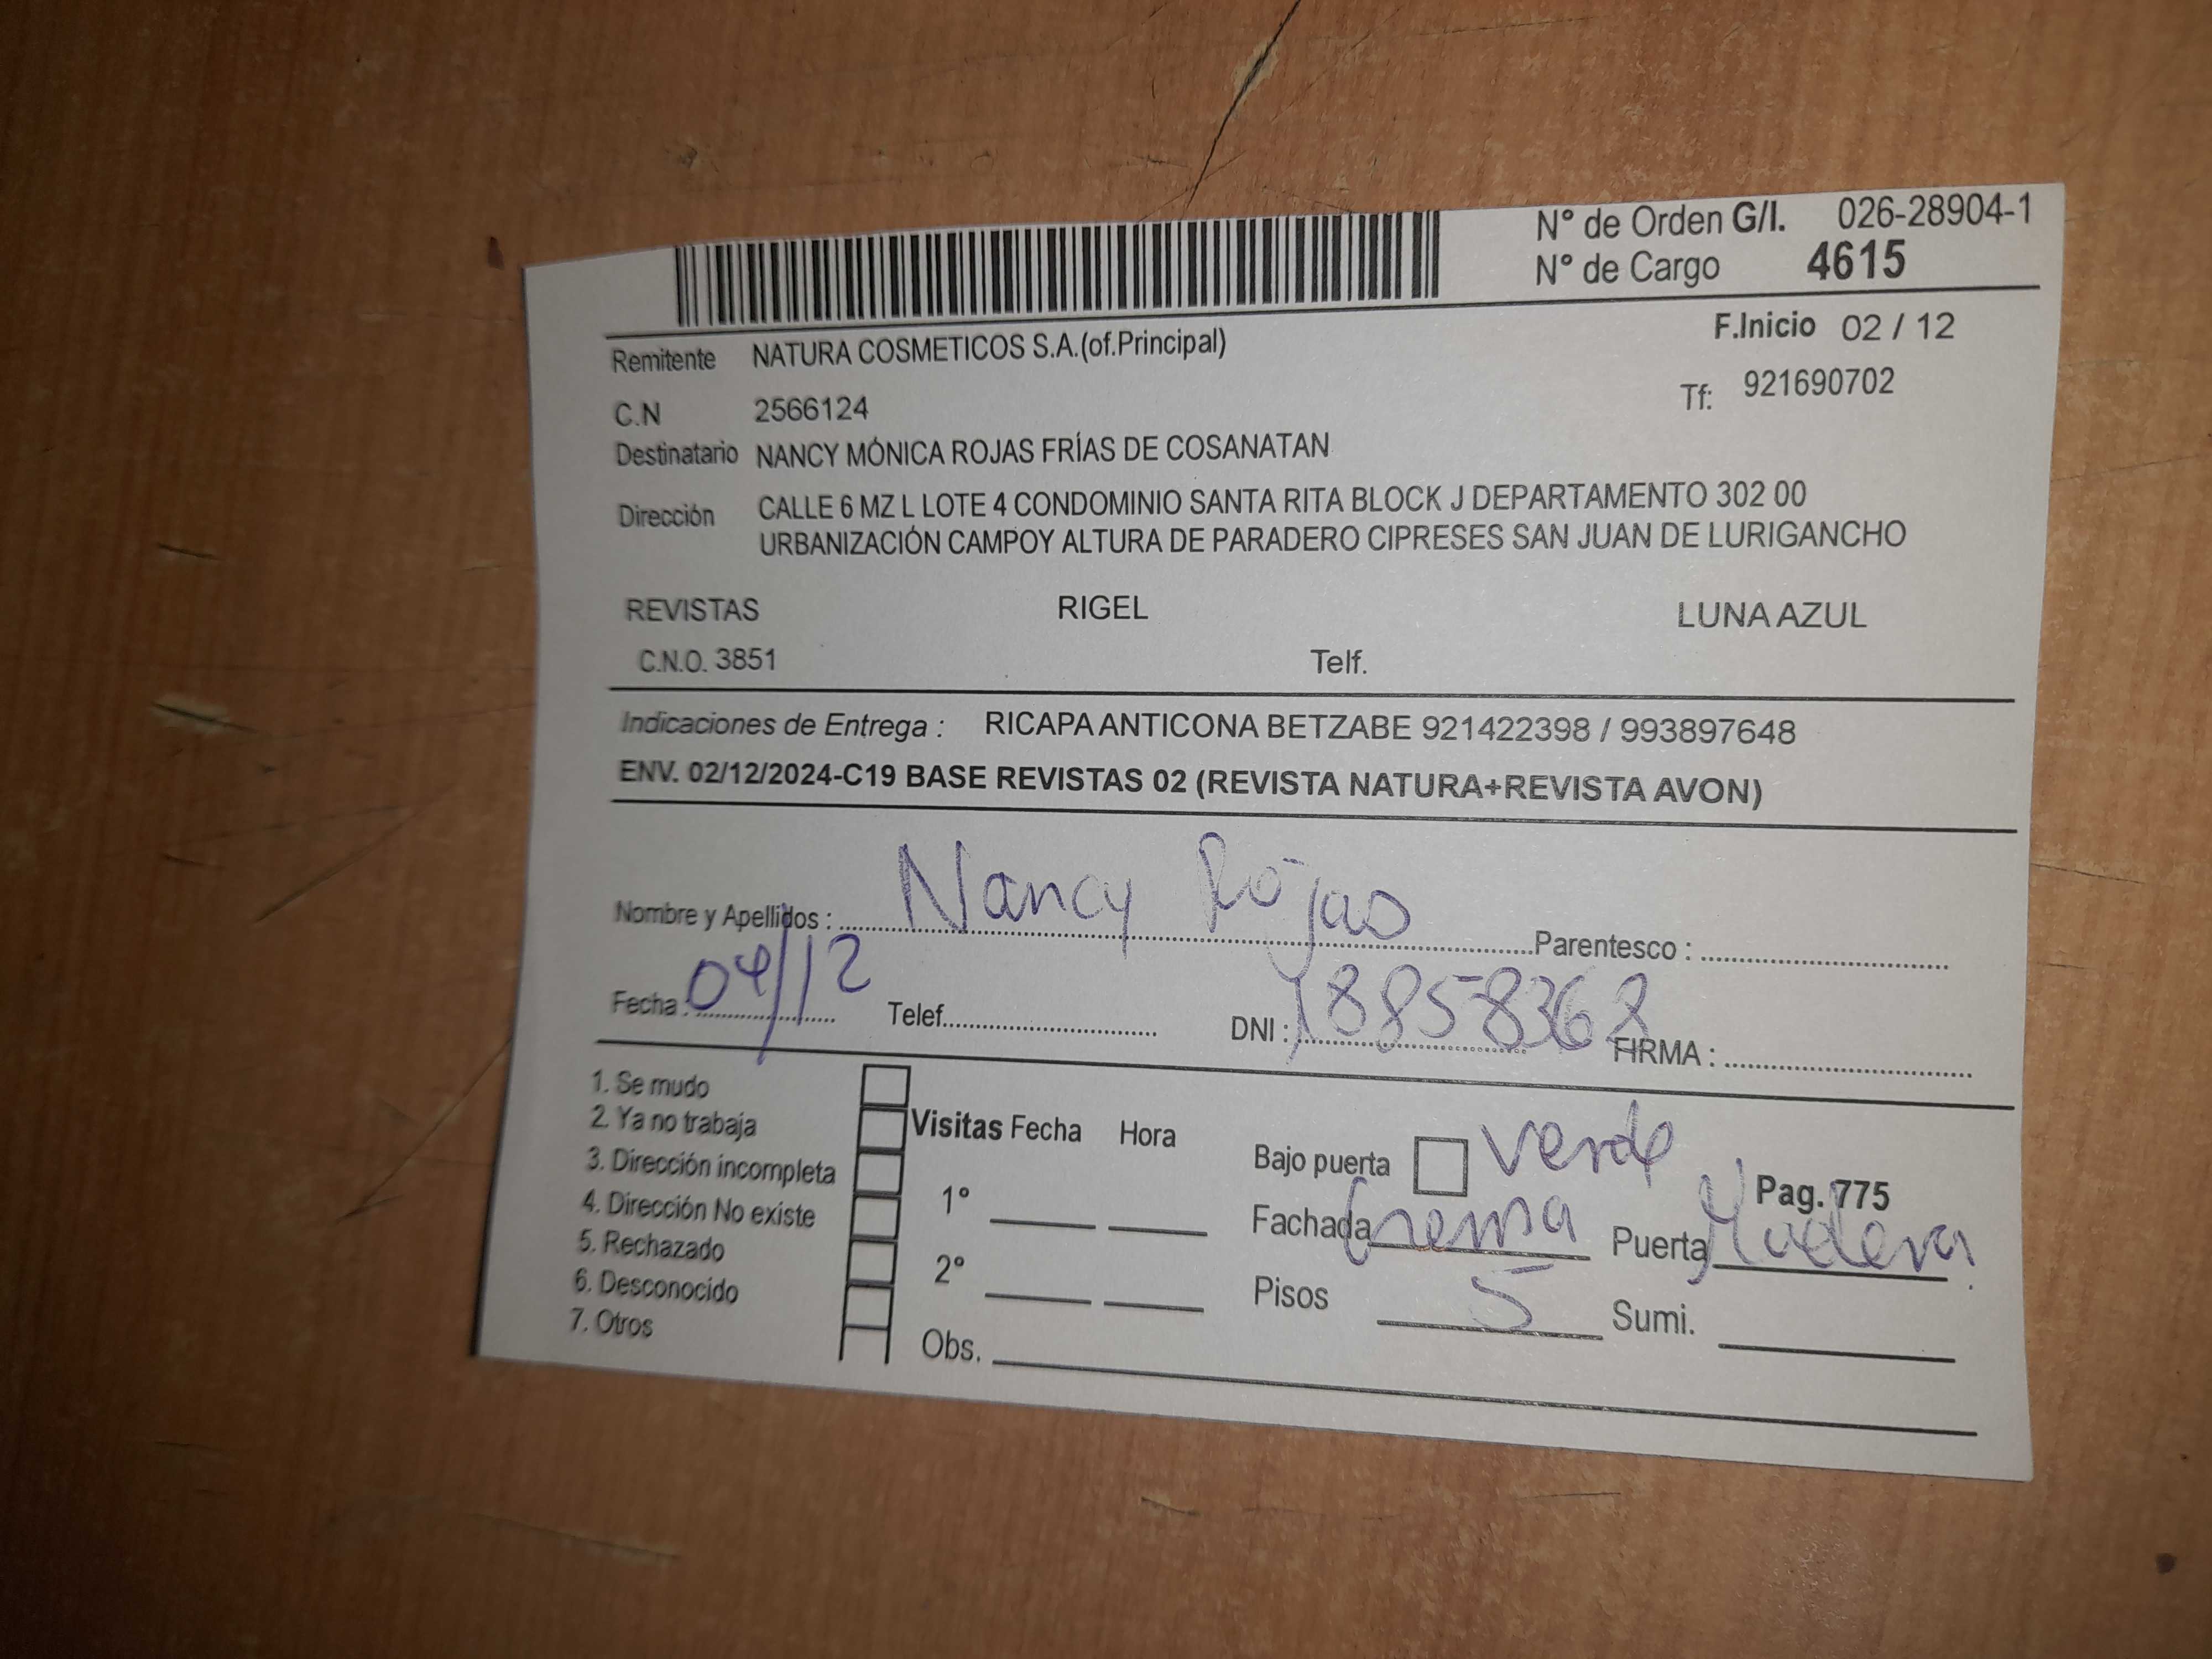 N° de Orden G/I. 026-28904-1
N° de Cargo 4615
F.Inicio 02 / 12
Remitente NATURA COSMETICOS S.A.(of.Principal)
Tf: 921690702
C.N 2566124
Destinatario NANCY MÓNICA ROJAS FRÍAS DE COSANATAN
Dirección CALLE 6 MZ L LOTE 4 CONDOMINIO SANTA RITA BLOCK J DEPARTAMENTO 302 00
URBANIZACIÓN CAMPOY ALTURA DE PARADERO CIPRESES SAN JUAN DE LURIGANCHO
REVISTAS RIGEL LUNA AZUL
C.N.O. 3851 Telf.
Indicaciones de Entrega : RICAPA ANTICONA BETZABE 921422398 / 993897648
ENV. 02/12/2024-C19 BASE REVISTAS 02 (REVISTA NATURA+REVISTA AVON)
Nombre y Apellidos : Nancy Rojas Parentesco :
Fecha : 04/12 Telef. DNI : 18858368 FIRMA :
1. Se mudo
2. Ya no trabaja
3. Dirección incompleta
4. Dirección No existe
5. Rechazado
6. Desconocido
7. Otros
Visitas Fecha Hora
1°
2°
Obs.
Bajo puerta verde
Pag. 775
Fachada crema Puerta Madera
Pisos 5 Sumi.